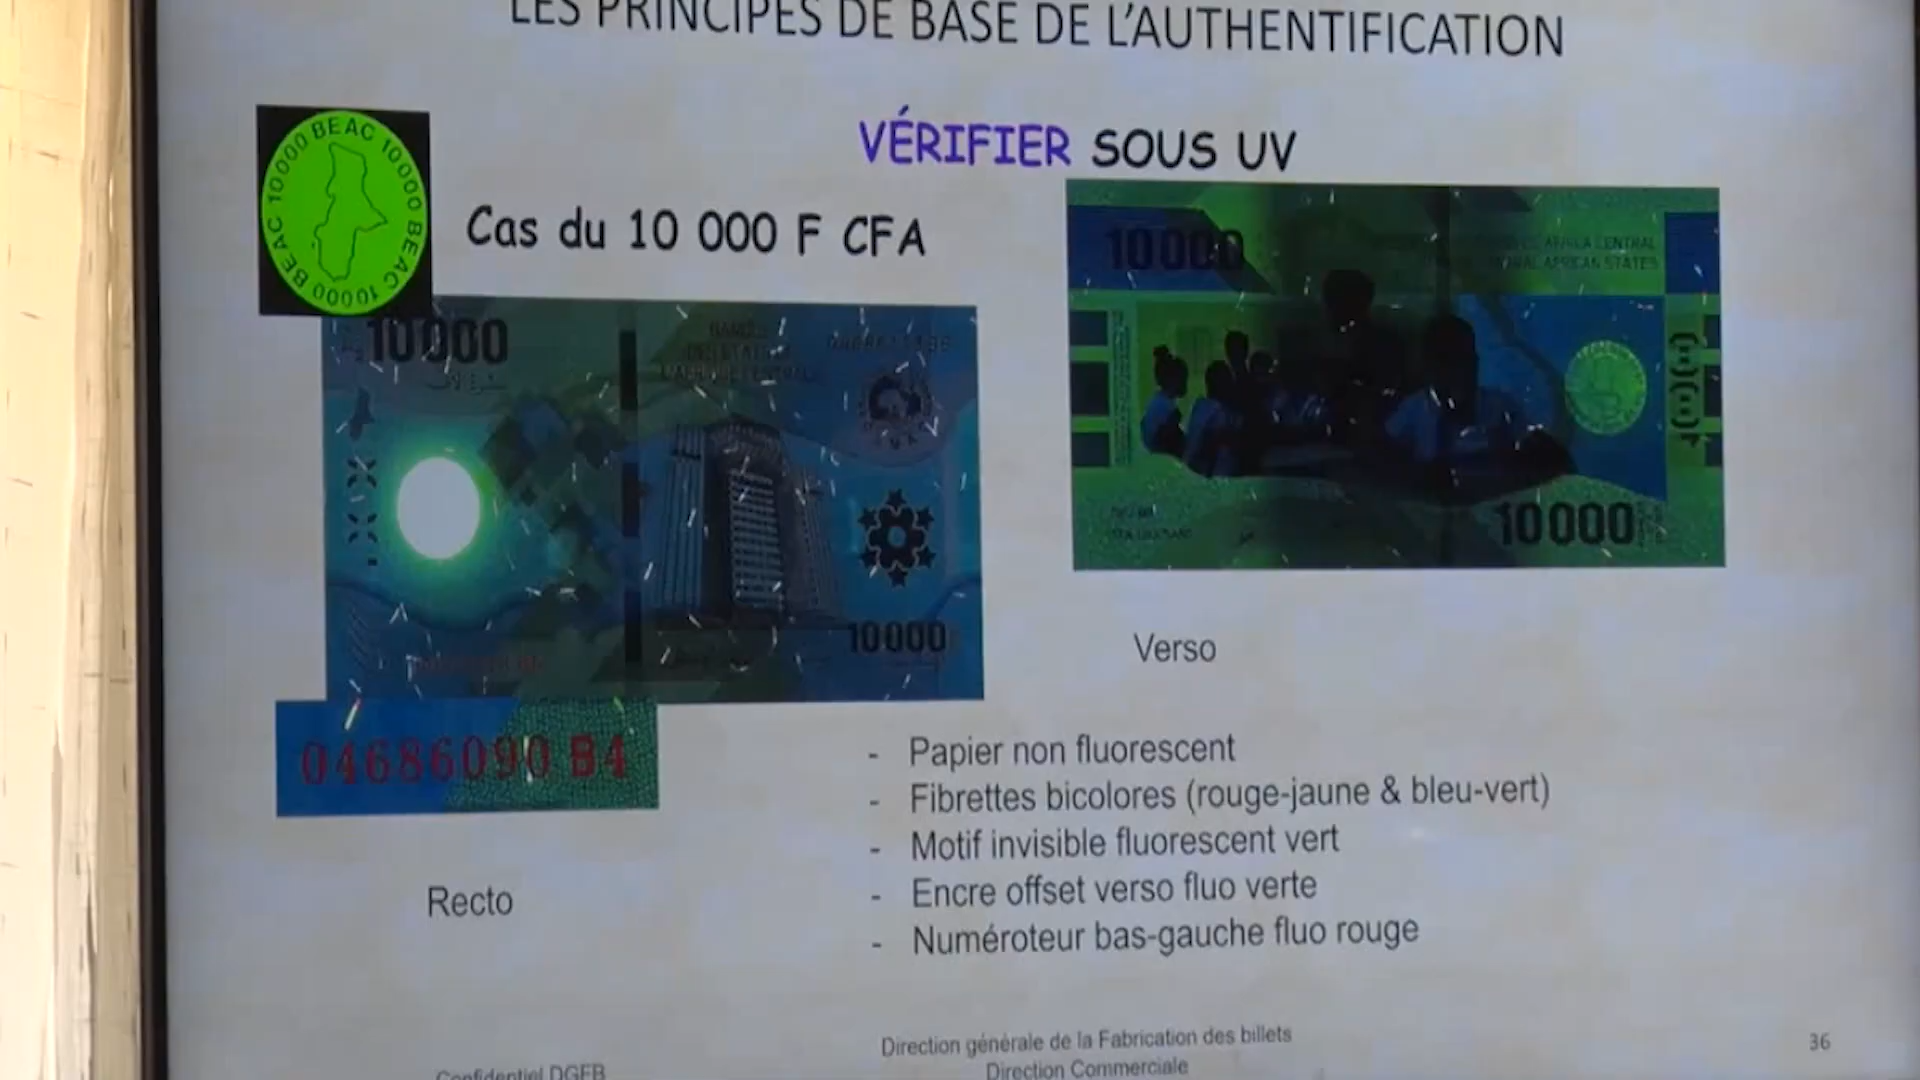 LES PRINCIPES DE BASE DE L'AUTHENTIFICATION
VÉRIFIER SOUS UV
BEAC 10000 BEAC 10000 BEAC 10000
Cas du 10 000 F CFA
10000
10000
10000
10000
04686090 B4
Recto
Verso
- Papier non fluorescent
- Fibrettes bicolores (rouge-jaune & bleu-vert)
- Motif invisible fluorescent vert
- Encre offset verso fluo verte
- Numéroteur bas-gauche fluo rouge
Confidentiel DGFB
Direction générale de la Fabrication des billets
Direction Commerciale
36